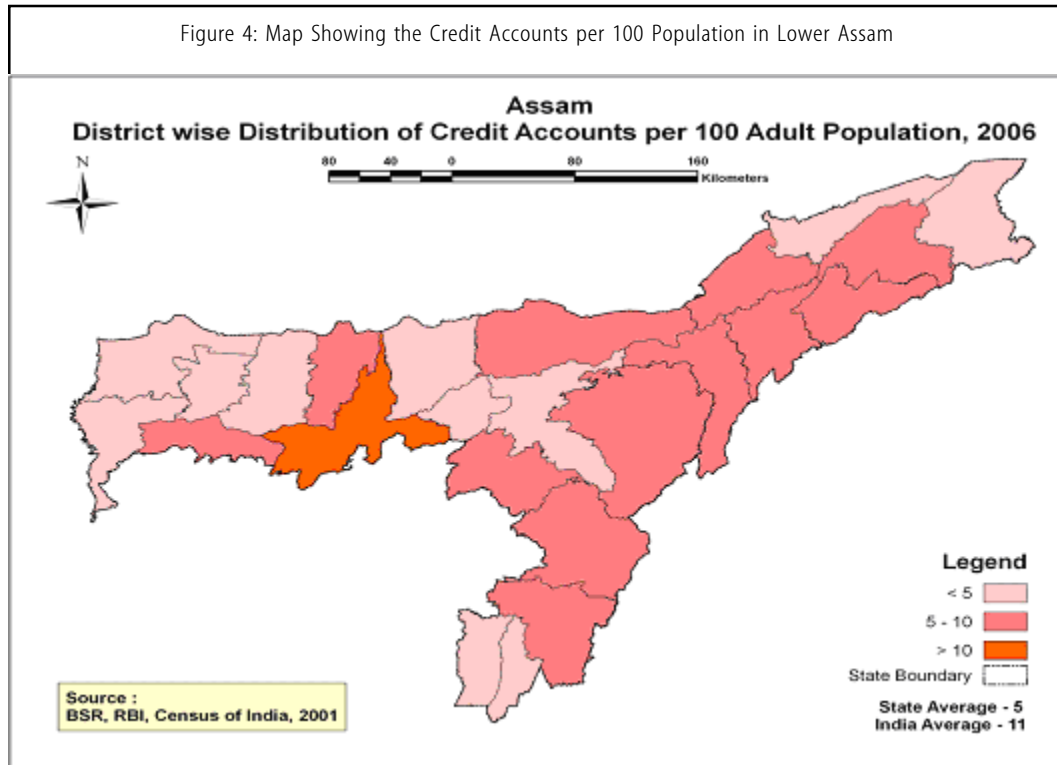 Figure 4: Map Showing the Credit Accounts per 100 Population in Lower Assam
Assam
District wise Distribution of Credit Accounts per 100 Adult Population, 2006
N
80 40 0 80 160
Kilometers
Legend
< 5
5 - 10
> 10
State Boundary
State Average - 5
India Average - 11
Source :
BSR, RBI, Census of India, 2001